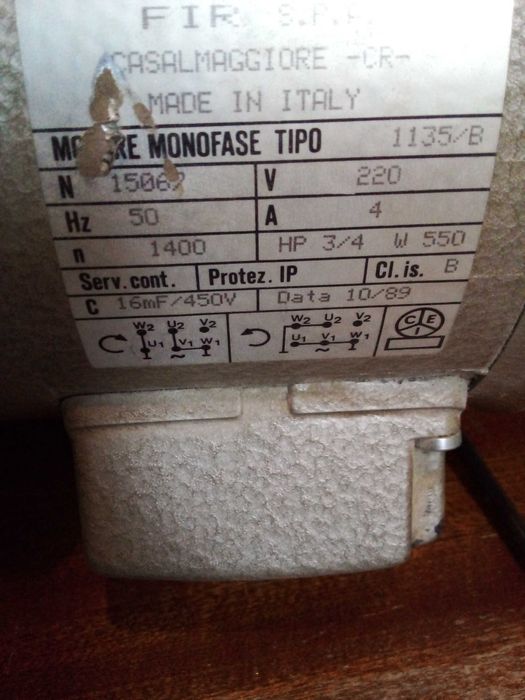 FIR S.P.A.
CASALMAGGIORE -CR-
MADE IN ITALY
MOTORE MONOFASE TIPO 1135/B
N 15067 V 220
Hz 50 A 4
n 1400 HP 3/4 W 550
Serv. cont. Protez. IP Cl. is. B
C 16mF/450V Data 10/89
W2 U2 V2 W2 U2 V2 C E
U1 V1 W1 U1 V1 W1 I
~ ~